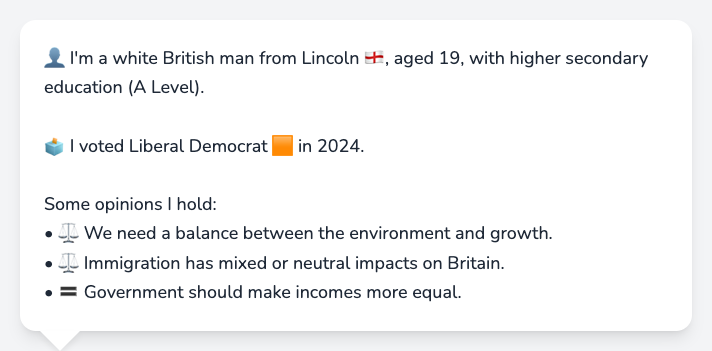 👤 I'm a white British man from Lincoln 🏴󠁧󠁢󠁥󠁮󠁧󠁿, aged 19, with higher secondary
education (A Level).
🗳️ I voted Liberal Democrat 🟧 in 2024.
Some opinions I hold:
• ⚖️ We need a balance between the environment and growth.
• ⚖️ Immigration has mixed or neutral impacts on Britain.
• 🟰 Government should make incomes more equal.